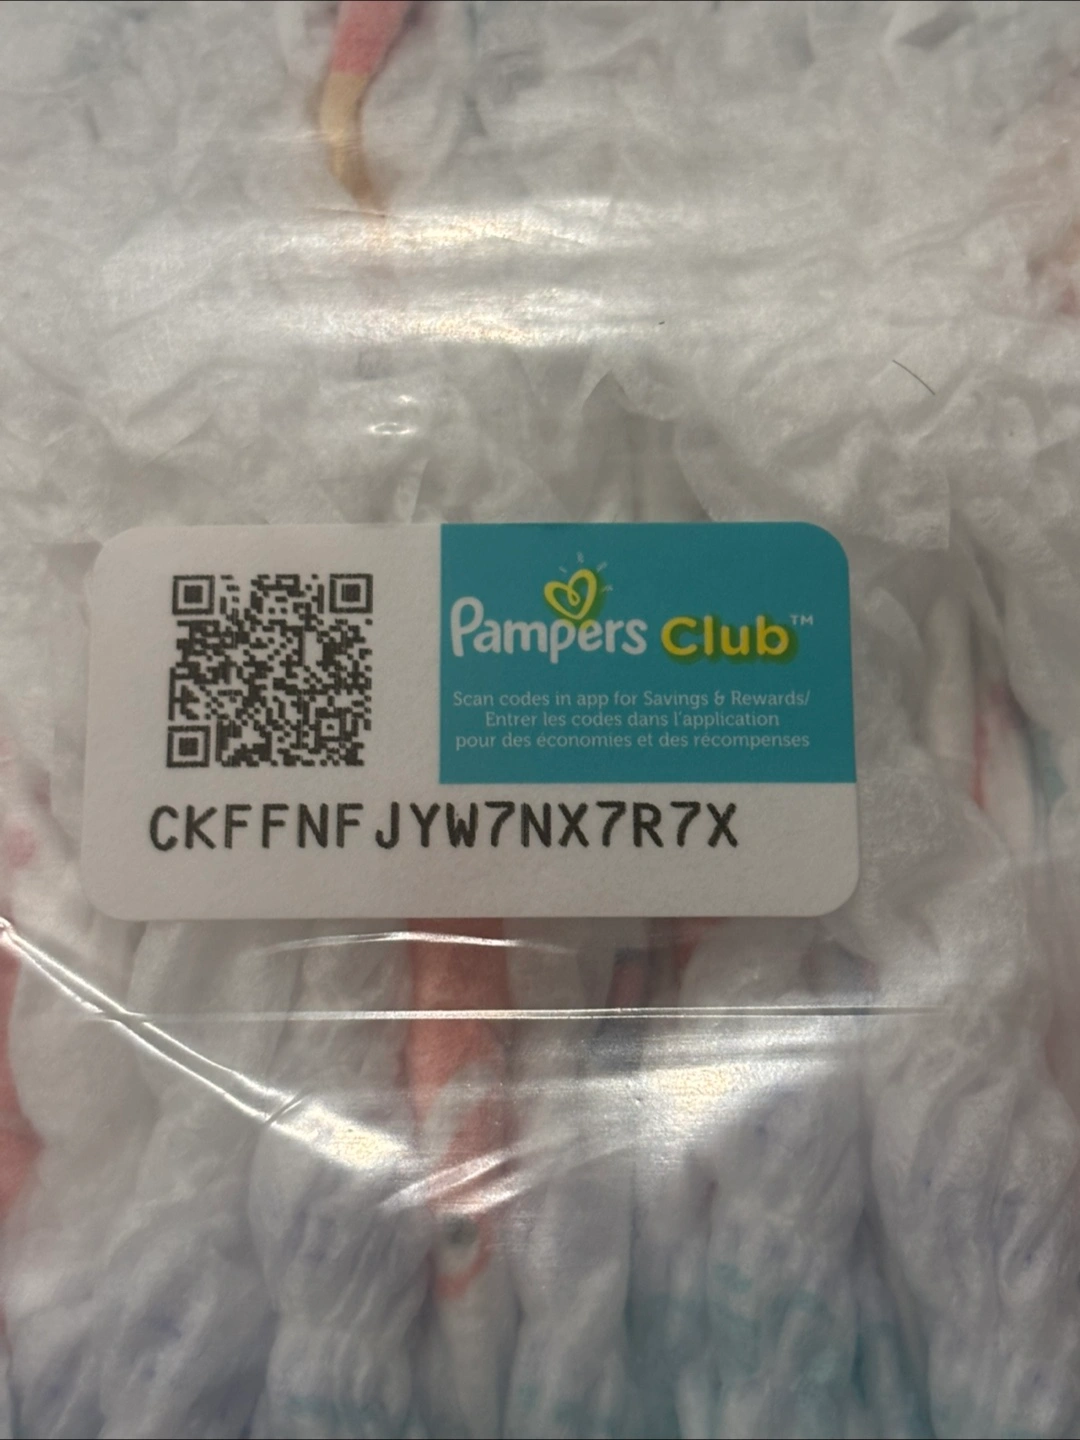 Pampers Club™
Scan codes in app for Savings & Rewards/
Entrer les codes dans l'application
pour des économies et des récompenses
CKFFNFJYW7NX7R7X